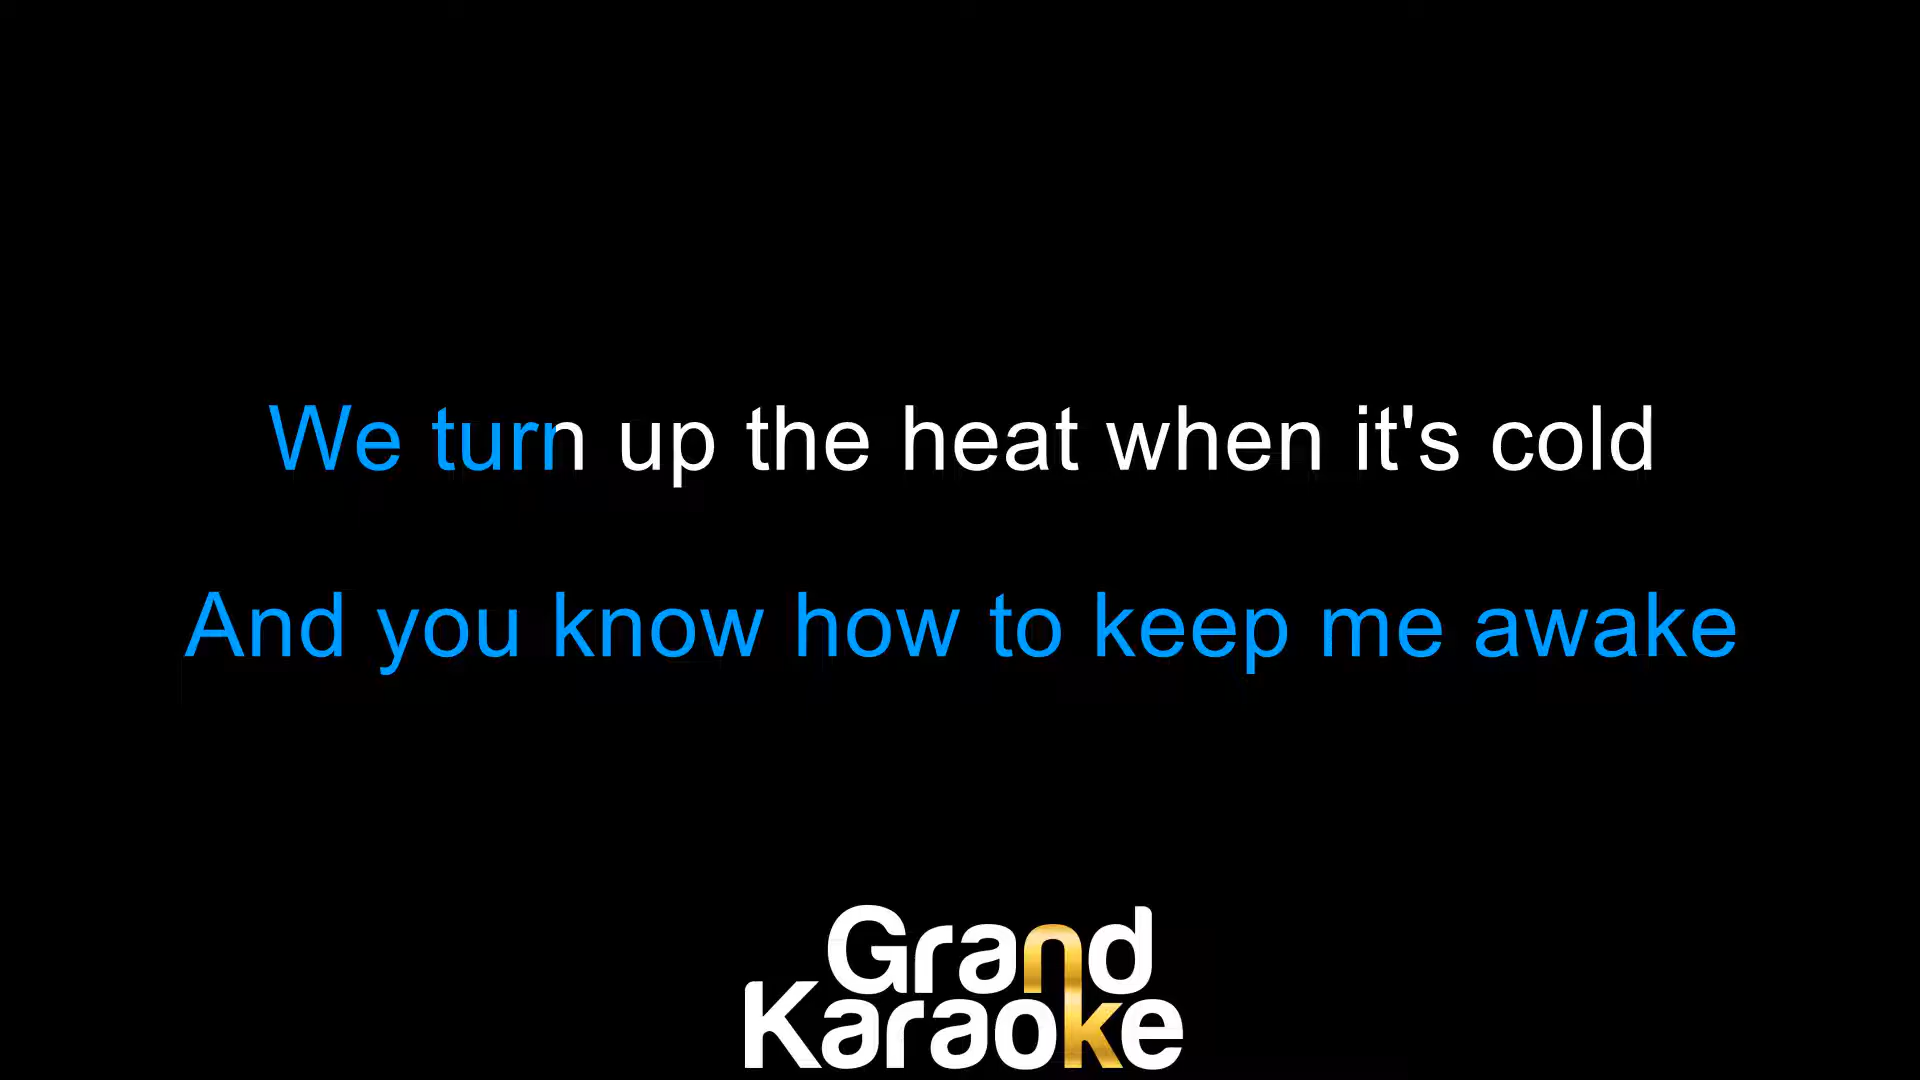 We turn up the heat when it's cold
And you know how to keep me awake
Grand
Karaoke